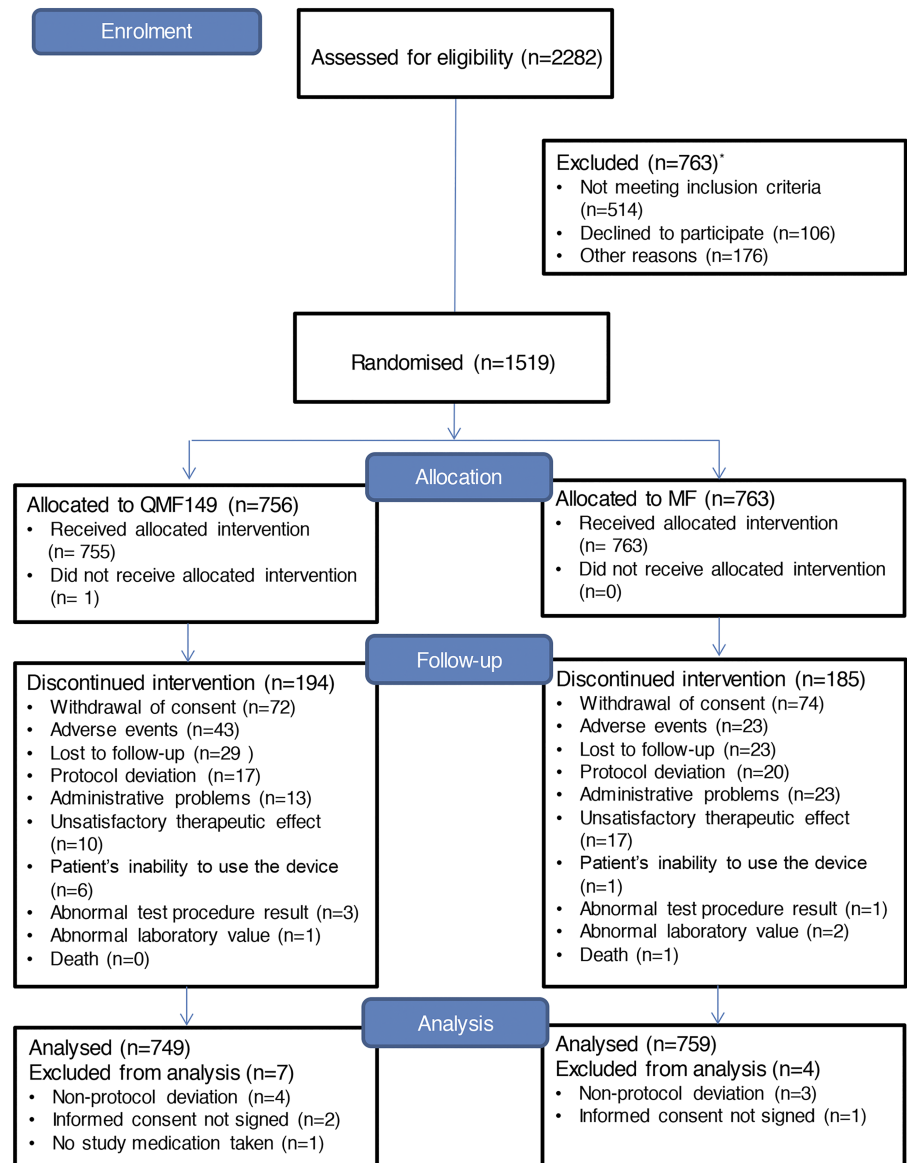 Enrolment
Assessed for eligibility (n=2282)
Excluded (n=763)*
• Not meeting inclusion criteria
(n=514)
• Declined to participate (n=106)
• Other reasons (n=176)
Randomised (n=1519)
Allocation
Allocated to QMF149 (n=756)
• Received allocated intervention
(n= 755)
• Did not receive allocated intervention
(n= 1)
Allocated to MF (n=763)
• Received allocated intervention
(n= 763)
• Did not receive allocated intervention
(n=0)
Follow-up
Discontinued intervention (n=194)
• Withdrawal of consent (n=72)
• Adverse events (n=43)
• Lost to follow-up (n=29 )
• Protocol deviation (n=17)
• Administrative problems (n=13)
• Unsatisfactory therapeutic effect
(n=10)
• Patient’s inability to use the device
(n=6)
• Abnormal test procedure result (n=3)
• Abnormal laboratory value (n=1)
• Death (n=0)
Discontinued intervention (n=185)
• Withdrawal of consent (n=74)
• Adverse events (n=23)
• Lost to follow-up (n=23)
• Protocol deviation (n=20)
• Administrative problems (n=23)
• Unsatisfactory therapeutic effect
(n=17)
• Patient’s inability to use the device
(n=1)
• Abnormal test procedure result (n=1)
• Abnormal laboratory value (n=2)
• Death (n=1)
Analysis
Analysed (n=749)
Excluded from analysis (n=7)
• Non-protocol deviation (n=4)
• Informed consent not signed (n=2)
• No study medication taken (n=1)
Analysed (n=759)
Excluded from analysis (n=4)
• Non-protocol deviation (n=3)
• Informed consent not signed (n=1)